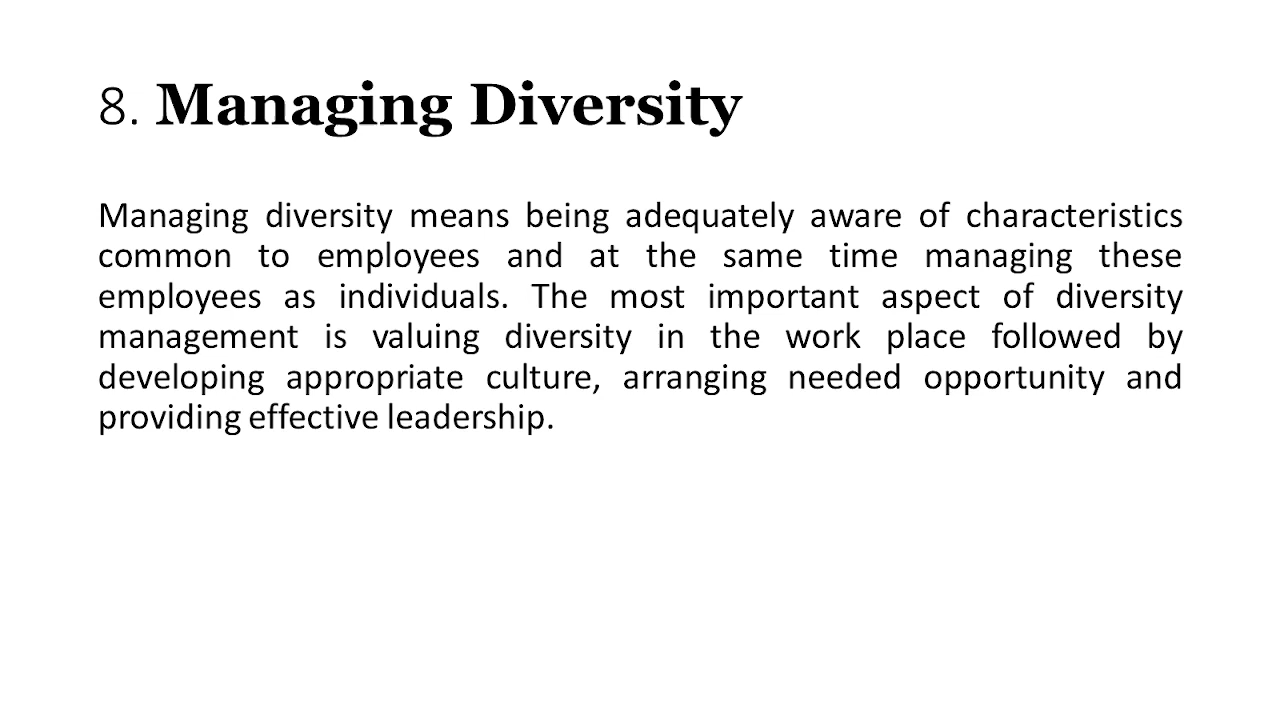 8. Managing Diversity
Managing diversity means being adequately aware of characteristics
common to employees and at the same time managing these
employees as individuals. The most important aspect of diversity
management is valuing diversity in the work place followed by
developing appropriate culture, arranging needed opportunity and
providing effective leadership.